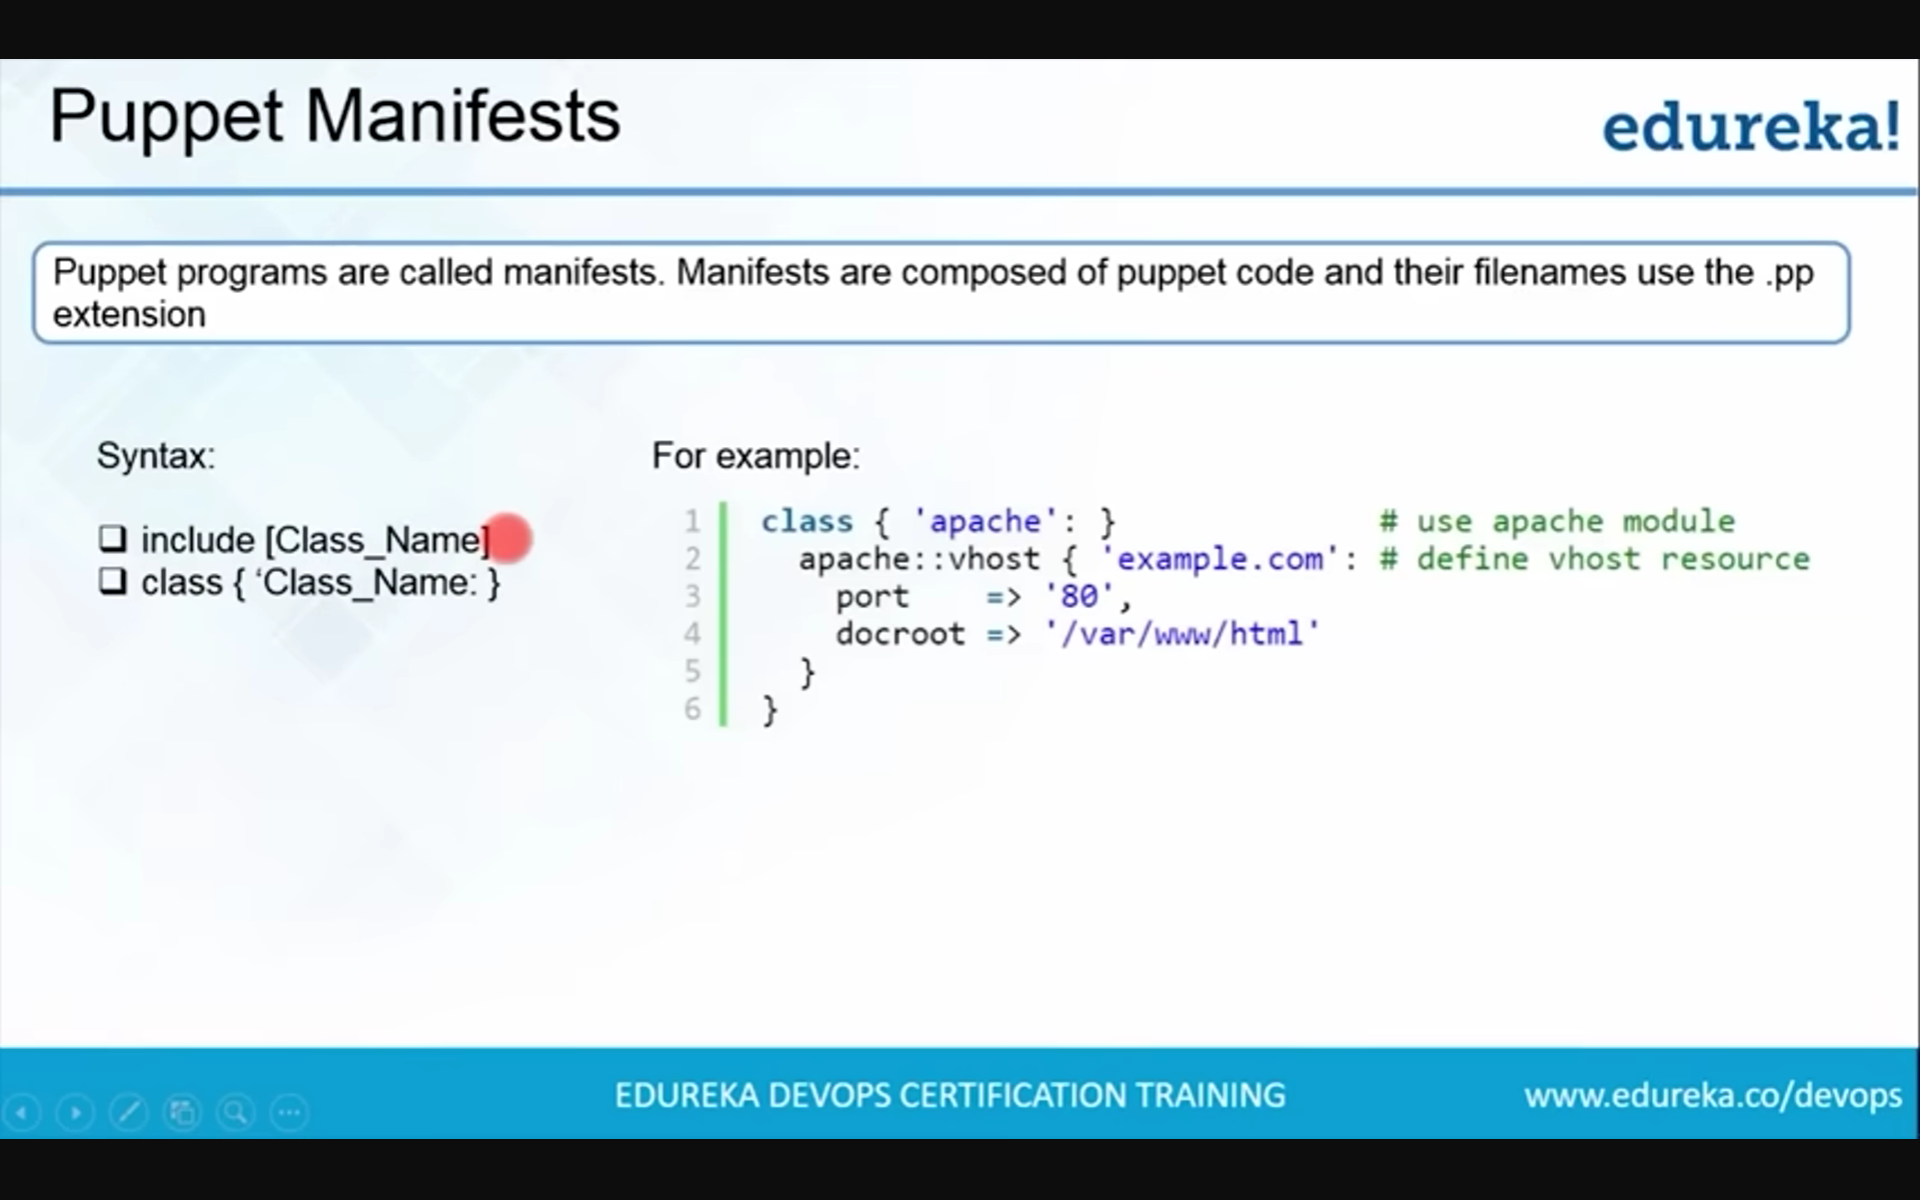 Puppet Manifests
edureka!
Puppet programs are called manifests. Manifests are composed of puppet code and their filenames use the .pp
extension
Syntax:
include [Class_Name]
class { ‘Class_Name: }
For example:
1 class { 'apache': } # use apache module
2 apache::vhost { 'example.com': # define vhost resource
3 port => '80',
4 docroot => '/var/www/html'
5 }
6 }
EDUREKA DEVOPS CERTIFICATION TRAINING
www.edureka.co/devops